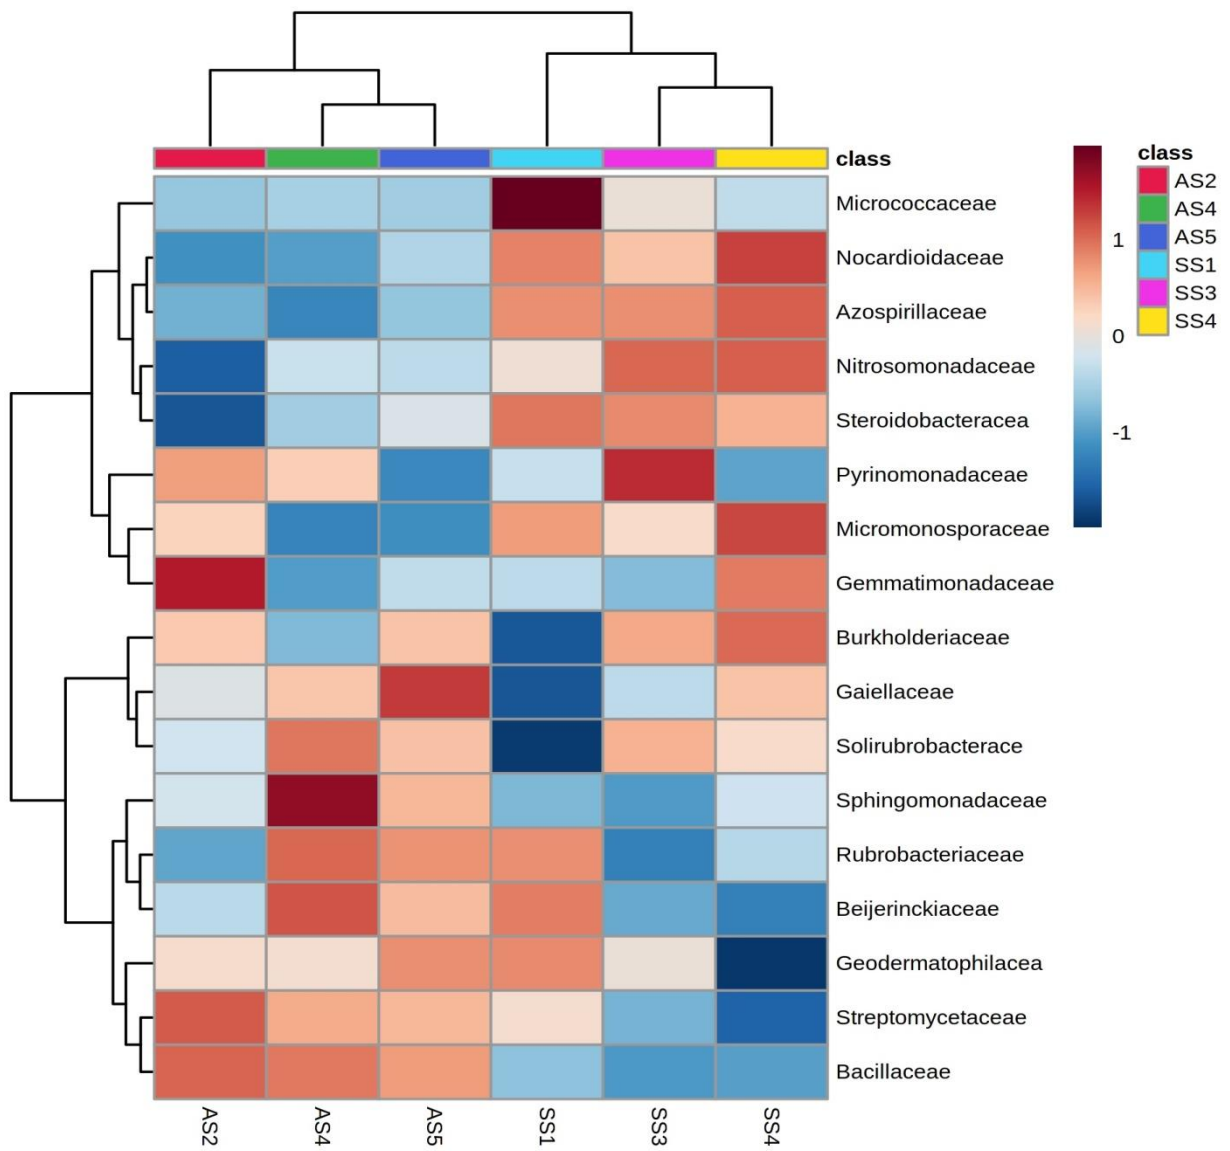 class
Micrococcaceae
Nocardioidaceae
Azospirillaceae
Nitrosomonadaceae
Steroidobacteracea
Pyrinomonadaceae
Micromonosporaceae
Gemmatimonadaceae
Burkholderiaceae
Gaiellaceae
Solirubrobacterace
Sphingomonadaceae
Rubrobacteriaceae
Beijerinckiaceae
Geodermatophilacea
Streptomycetaceae
Bacillaceae
AS2 AS4 AS5 SS1 SS3 SS4
1
0
-1
class
AS2
AS4
AS5
SS1
SS3
SS4